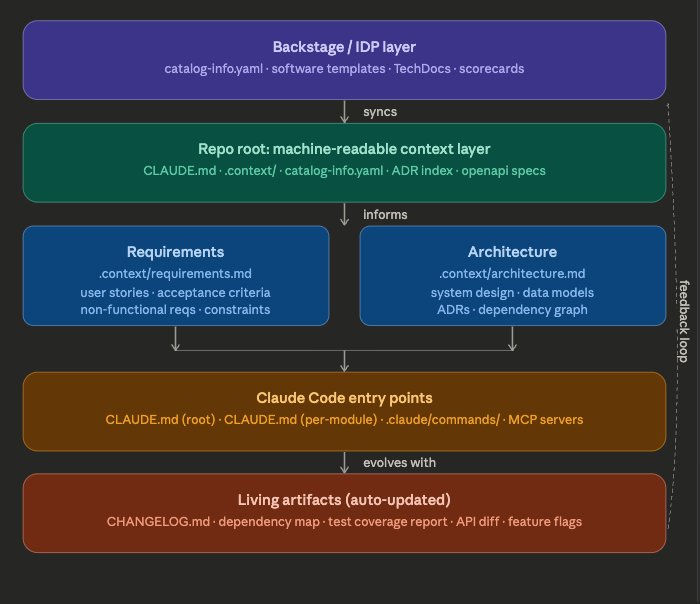 Backstage / IDP layer
catalog-info.yaml · software templates · TechDocs · scorecards
syncs
Repo root: machine-readable context layer
CLAUDE.md · .context/ · catalog-info.yaml · ADR index · openapi specs
informs
Requirements
.context/requirements.md
user stories · acceptance criteria
non-functional reqs · constraints
Architecture
.context/architecture.md
system design · data models
ADRs · dependency graph
feedback loop
Claude Code entry points
CLAUDE.md (root) · CLAUDE.md (per-module) · .claude/commands/ · MCP servers
evolves with
Living artifacts (auto-updated)
CHANGELOG.md · dependency map · test coverage report · API diff · feature flags